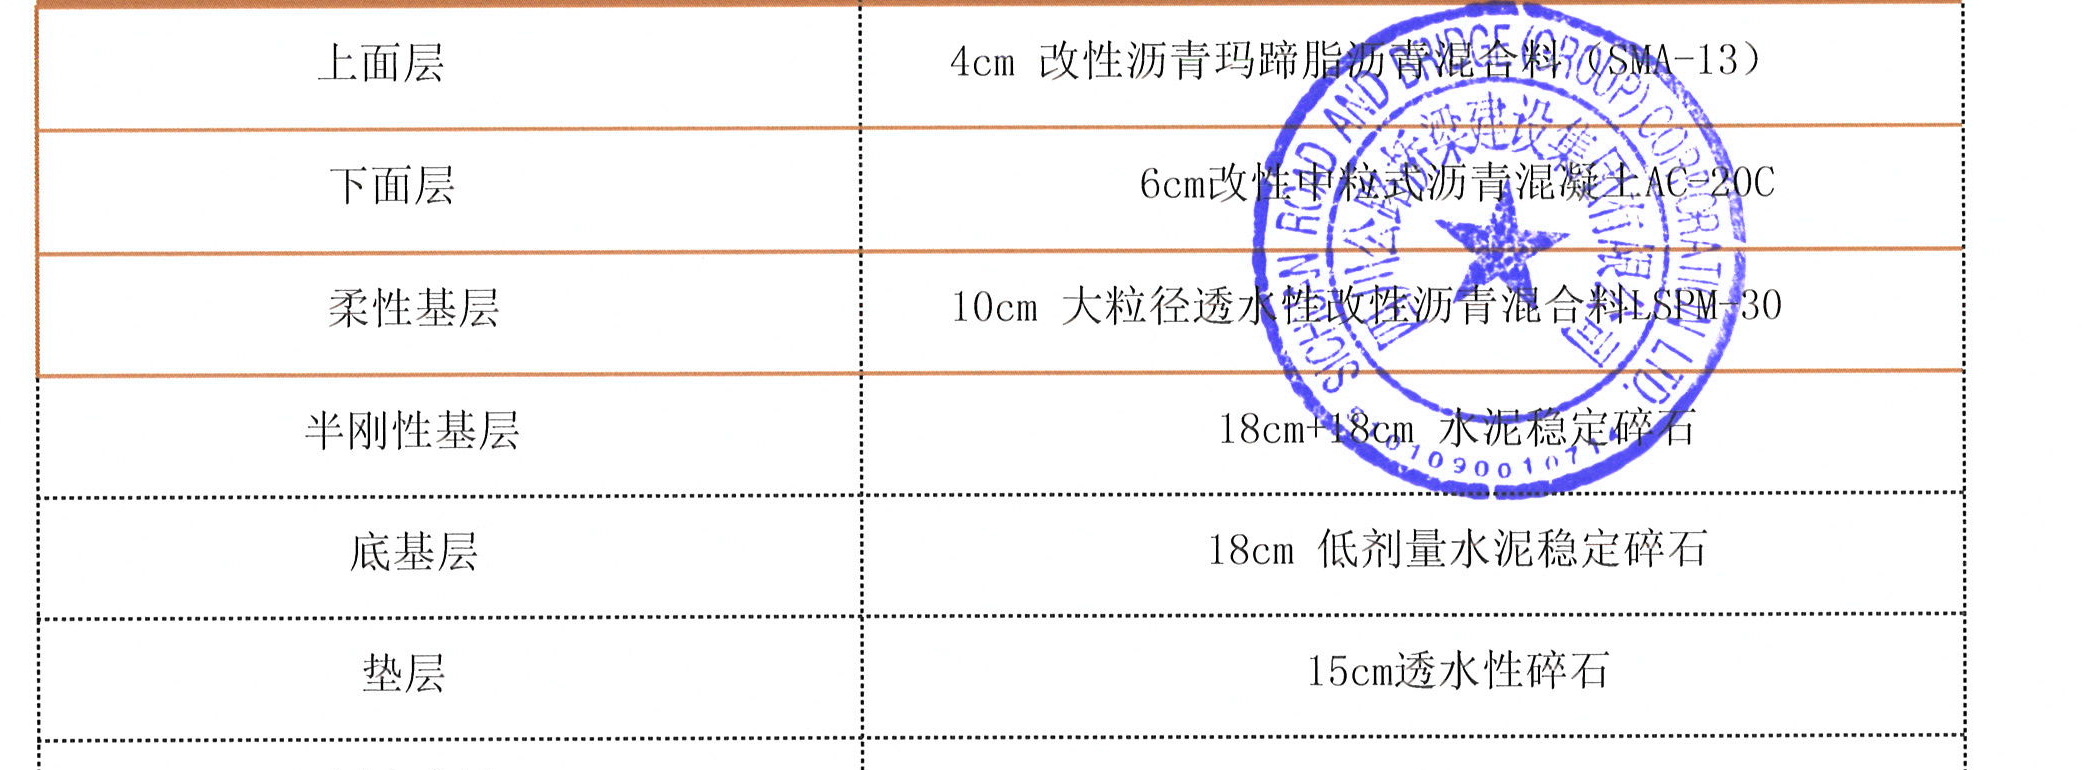 上面层 4cm 改性沥青玛蹄脂沥青混合料（SMA-13）
下面层 6cm改性中粒式沥青混凝土AC-20C
柔性基层 10cm 大粒径透水性改性沥青混合料LSPM-30
半刚性基层 18cm+18cm 水泥稳定碎石
底基层 18cm 低剂量水泥稳定碎石
垫层 15cm透水性碎石
SICHUAN ROAD AND BRIDGE (GROUP) CORPORATION LTD.
四川公路桥梁建设集团有限公司